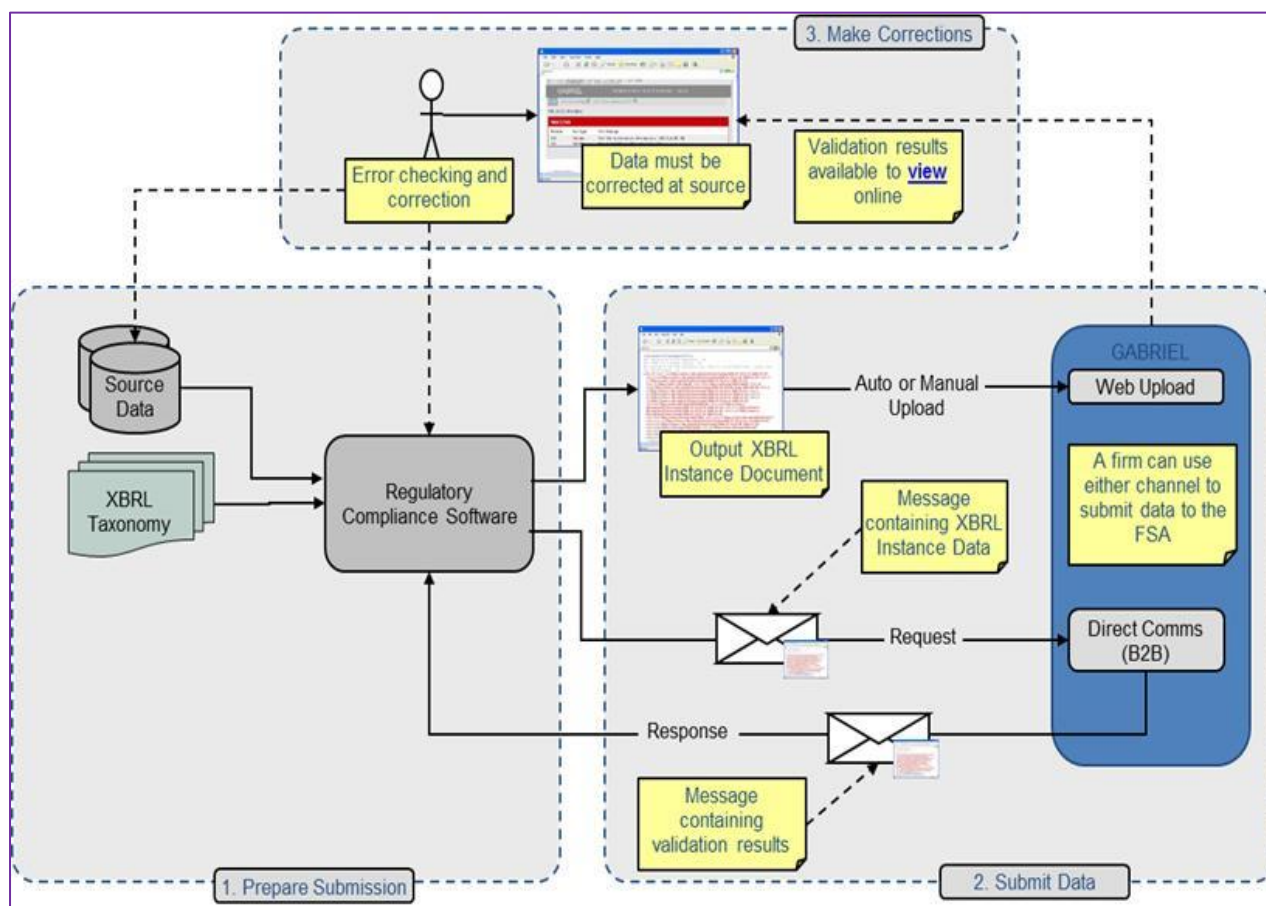 3. Make Corrections
GABRIEL
Error checking and
correction
Data must be
corrected at source
Validation results
available to view
online
Source
Data
XBRL
Taxonomy
Regulatory
Compliance Software
1. Prepare Submission
Output XBRL
Instance Document
Auto or Manual
Upload
GABRIEL
Web Upload
A firm can use
either channel to
submit data to the
FSA
Message
containing XBRL
Instance Data
Request
Direct Comms
(B2B)
Response
Message
containing
validation results
2. Submit Data